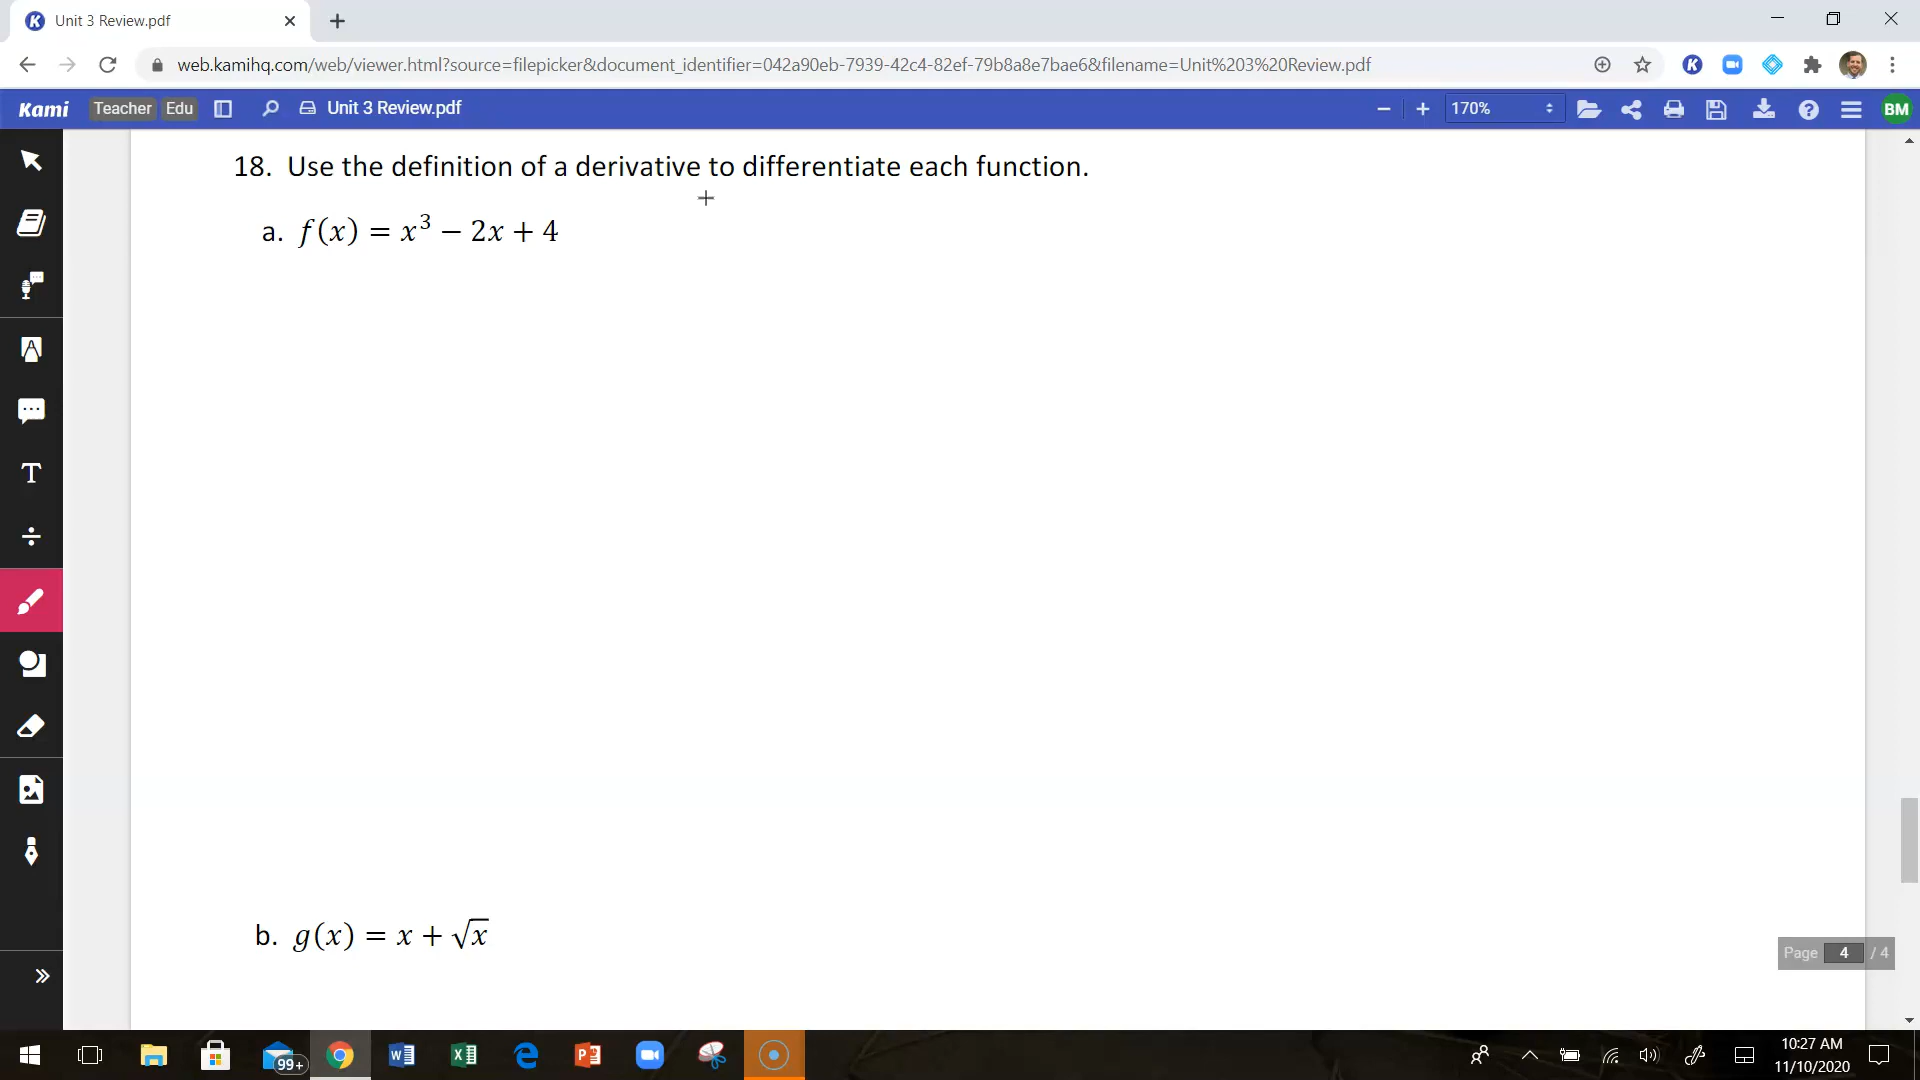 Unit 3 Review.pdf
web.kamihq.com/web/viewer.html?source=filepicker&document_identifier=042a90eb-7939-42c4-82ef-79b8a8e7bae6&filename=Unit%203%20Review.pdf
Kami Teacher Edu Unit 3 Review.pdf 170% BM
18. Use the definition of a derivative to differentiate each function.
a. f(x) = x³ − 2x + 4
b. g(x) = x + √x
Page 4 / 4
99+
10:27 AM
11/10/2020